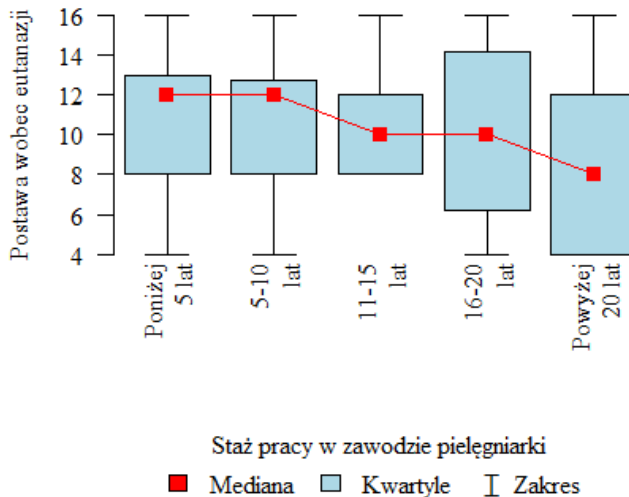 Postawa wobec eutanazji
16
14
12
10
8
6
4
Poniżej
5 lat
5-10
lat
11-15
lat
16-20
lat
Powyżej
20 lat
Staż pracy w zawodzie pielęgniarki
Mediana
Kwartyle
Zakres